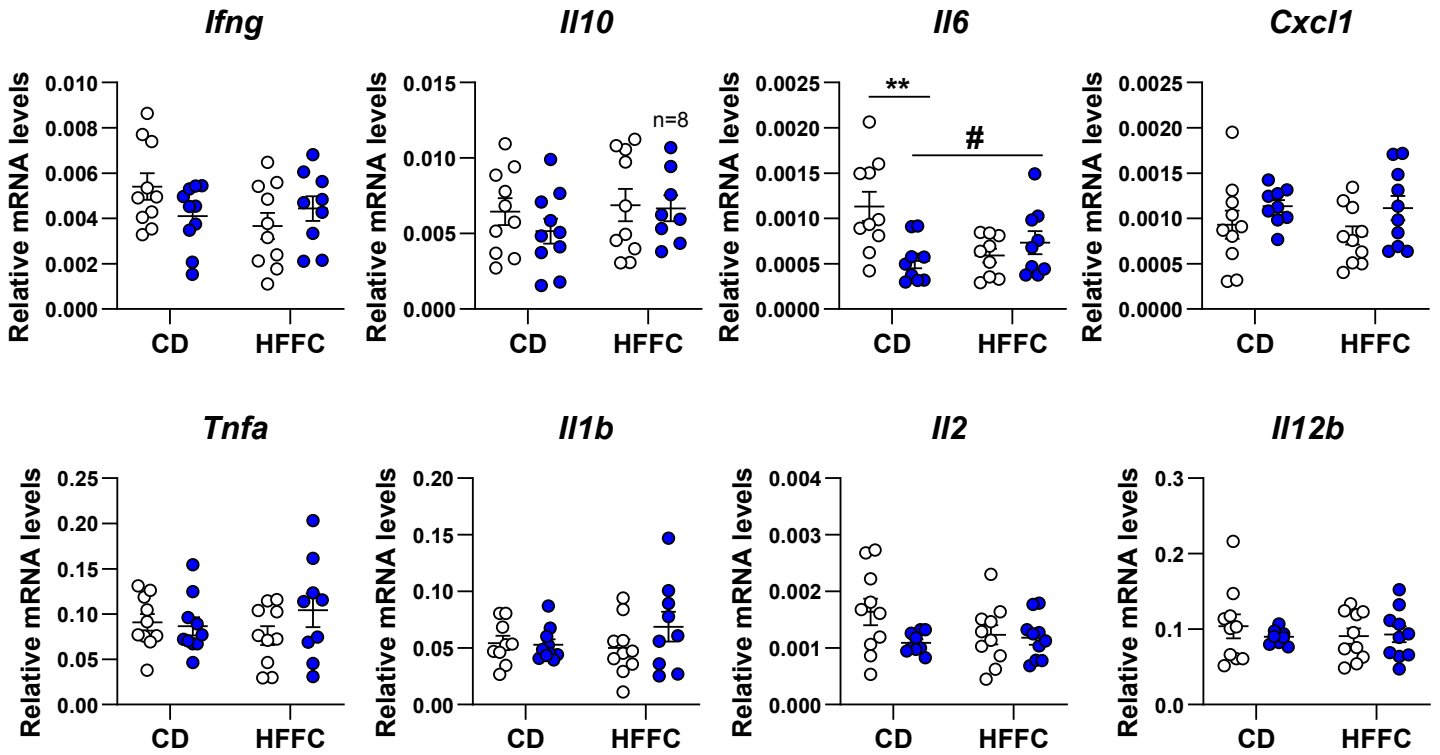 Ifng
Relative mRNA levels
0.010
0.008
0.006
0.004
0.002
0.000
CD HFFC
Il10
Relative mRNA levels
0.015
0.010
0.005
0.000
n=8
CD HFFC
Il6
Relative mRNA levels
0.0025
0.0020
0.0015
0.0010
0.0005
0.0000
**
#
CD HFFC
Cxcl1
Relative mRNA levels
0.0025
0.0020
0.0015
0.0010
0.0005
0.0000
CD HFFC
Tnfa
Relative mRNA levels
0.25
0.20
0.15
0.10
0.05
0.00
CD HFFC
Il1b
Relative mRNA levels
0.20
0.15
0.10
0.05
0.00
CD HFFC
Il2
Relative mRNA levels
0.004
0.003
0.002
0.001
0.000
CD HFFC
Il12b
Relative mRNA levels
0.3
0.2
0.1
0.0
CD HFFC